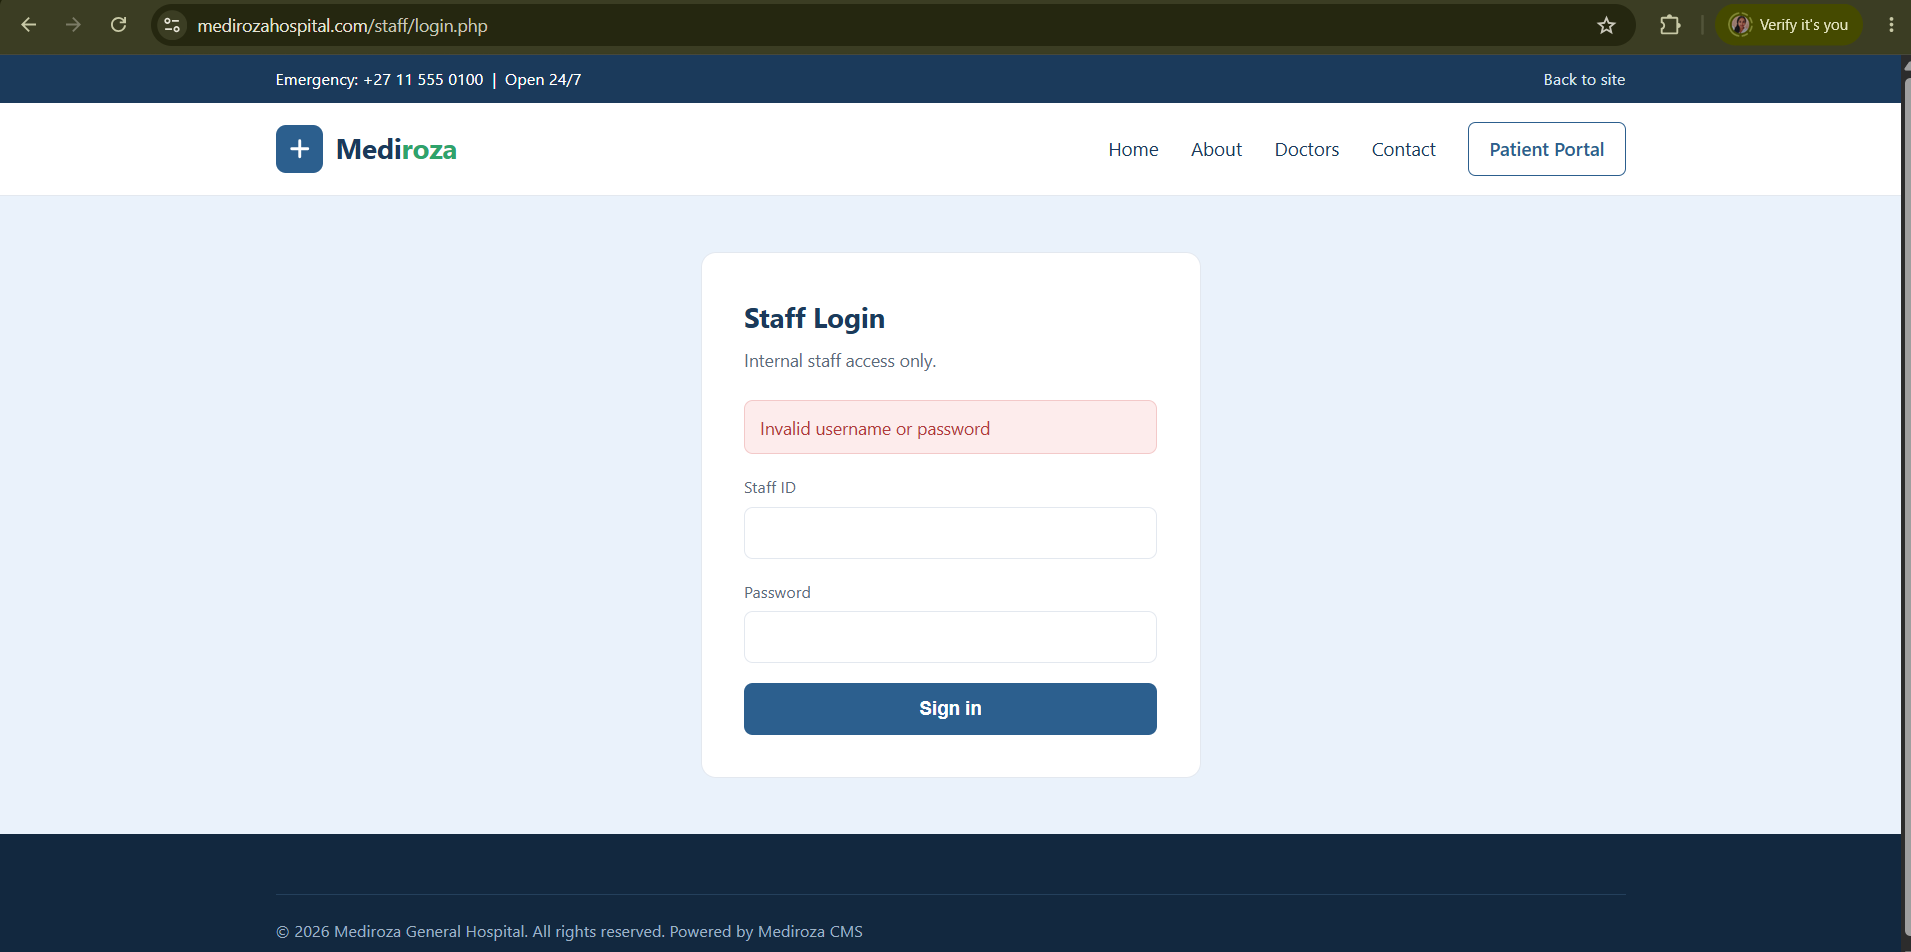 medirozahospital.com/staff/login.php
Verify it's you
Emergency: +27 11 555 0100 | Open 24/7
Back to site
Mediroza
Home
About
Doctors
Contact
Patient Portal
Staff Login
Internal staff access only.
Invalid username or password
Staff ID
Password
Sign in
© 2026 Mediroza General Hospital. All rights reserved. Powered by Mediroza CMS